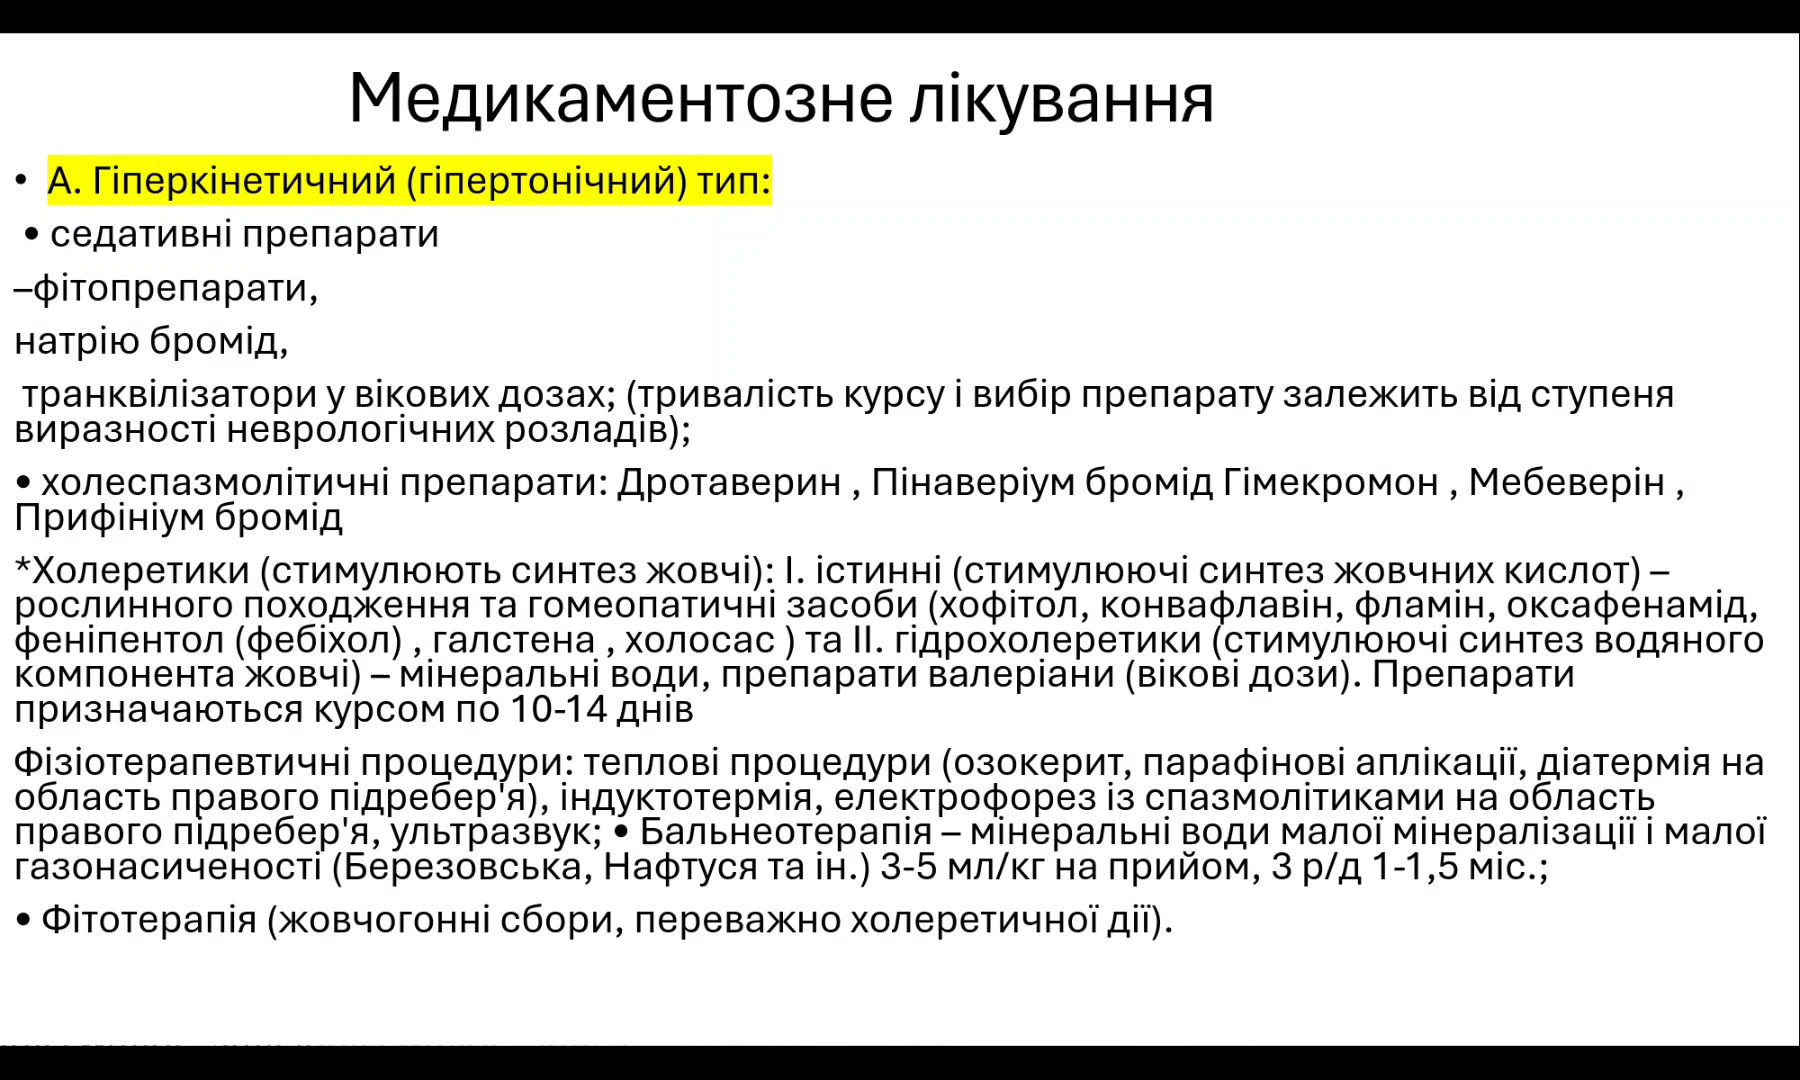 Медикаментозне лікування
• А. Гіперкінетичний (гіпертонічний) тип:
• седативні препарати
–фітопрепарати,
натрію бромід,
транквілізатори у вікових дозах; (тривалість курсу і вибір препарату залежить від ступеня
виразності неврологічних розладів);
• холеспазмолітичні препарати: Дротаверин , Пінаверіум бромід Гімекромон , Мебеверін ,
Прифініум бромід
*Холеретики (стимулюють синтез жовчі): І. істинні (стимулюючі синтез жовчних кислот) –
рослинного походження та гомеопатичні засоби (хофітол, конвафлавін, фламін, оксафенамід,
феніпентол (фебіхол) , галстена , холосас ) та ІІ. гідрохолеретики (стимулюючі синтез водяного
компонента жовчі) – мінеральні води, препарати валеріани (вікові дози). Препарати
призначаються курсом по 10-14 днів
Фізіотерапевтичні процедури: теплові процедури (озокерит, парафінові аплікації, діатермія на
область правого підребер'я), індуктотермія, електрофорез із спазмолітиками на область
правого підребер'я, ультразвук; • Бальнеотерапія – мінеральні води малої мінералізації і малої
газонасиченості (Березовська, Нафтуся та ін.) 3-5 мл/кг на прийом, 3 р/д 1-1,5 міс.;
• Фітотерапія (жовчогонні сбори, переважно холеретичної дії).